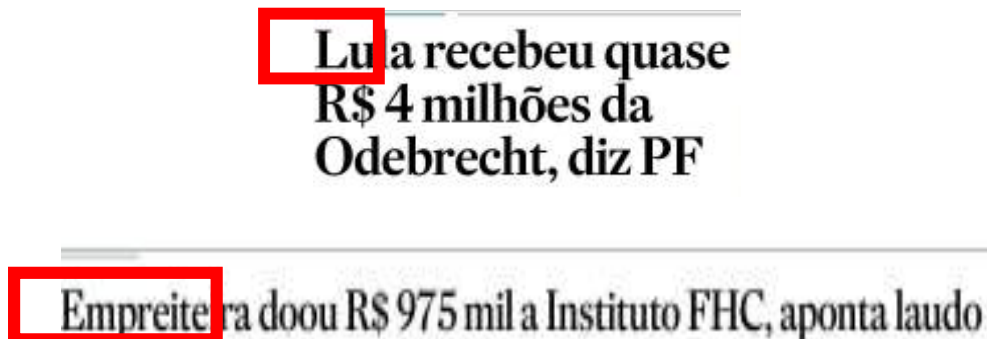 Lula recebeu quase
R$ 4 milhões da
Odebrecht, diz PF
Empreiteira doou R$ 975 mil a Instituto FHC, aponta laudo